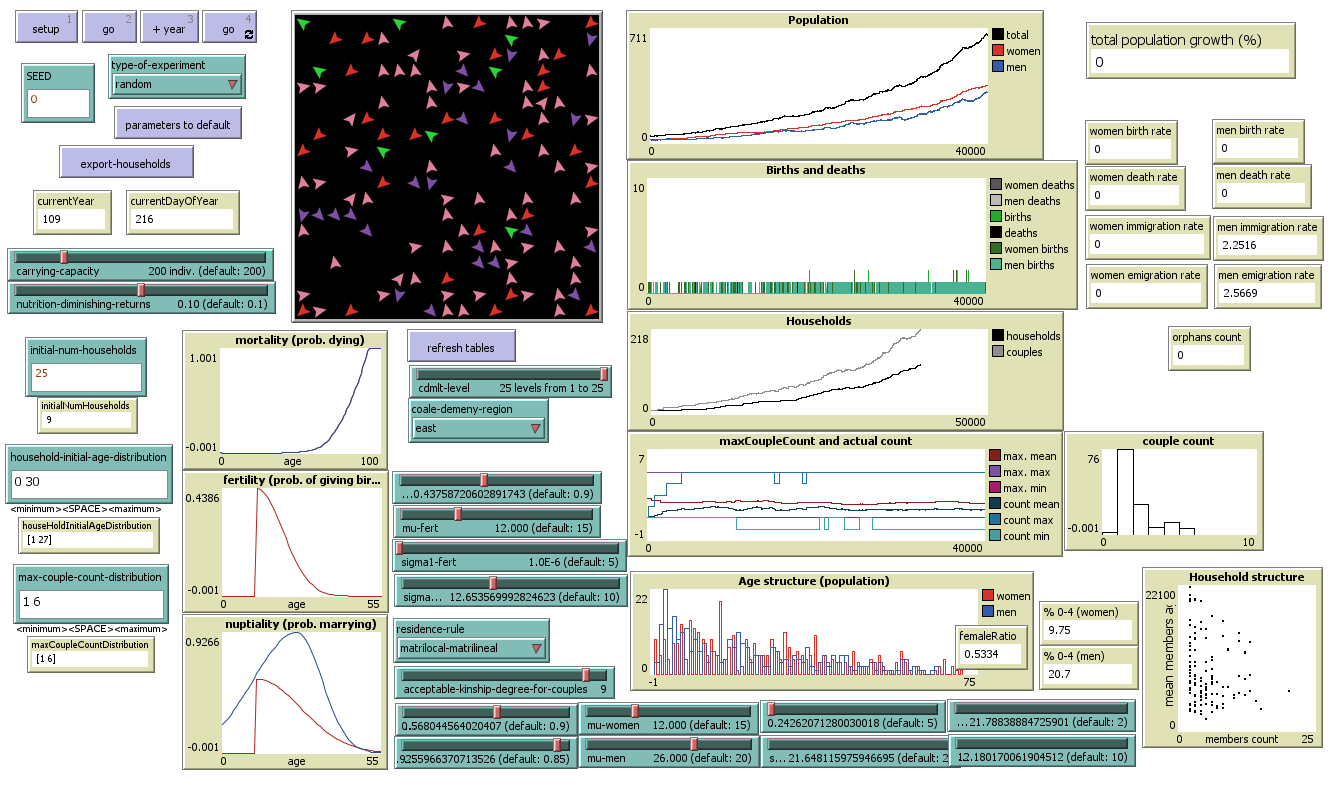 setup 1
go 2
+ year 3
go 4
SEED
0
type-of-experiment
random
parameters to default
export-households
currentYear
109
currentDayOfYear
216
carrying-capacity 200 indiv. (default: 200)
nutrition-diminishing-returns 0.10 (default: 0.1)
initial-num-households
25
initialNumHouseholds
9
household-initial-age-distribution
0 30
<minimum><SPACE><maximum>
houseHoldInitialAgeDistribution
[1 27]
max-couple-count-distribution
1 6
<minimum><SPACE><maximum>
maxCoupleCountDistribution
[1 6]
mortality (prob. dying)
1.001
-0.001
age 100
fertility (prob. of giving bir...
0.4386
-0.001
0 age 55
nuptiality (prob. marrying)
0.9266
-0.001
0 age 55
refresh tables
cdmlt-level 25 levels from 1 to 25
coale-demeny-region
east
...0.43758720602891743 (default: 0.9)
mu-fert 12.000 (default: 15)
sigma1-fert 1.0E-6 (default: 5)
sigma... 12.653569992824623 (default: 10)
residence-rule
matrilocal-matrilineal
acceptable-kinship-degree-for-couples 9
0.568044564020407 (default: 0.9)
mu-women 12.000 (default: 15)
0.24262071280030018 (default: 5)
...21.78838884725901 (default: 2)
.9255966370713526 (default: 0.85)
mu-men 26.000 (default: 20)
s... 21.648115975946695 (default: 2
12.180170061904512 (default: 10)
Population
711
0
0 40000
total
women
men
Births and deaths
10
0
0 40000
women deaths
men deaths
births
deaths
women births
men births
Households
218
0
0 50000
households
couples
maxCoupleCount and actual count
7
-1
0 40000
max. mean
max. max
max. min
count mean
count max
count min
couple count
76
-0.001
0 10
Age structure (population)
22
0
-1 75
women
men
femaleRatio
0.5334
% 0-4 (women)
9.75
% 0-4 (men)
20.7
Household structure
22100
mean members ac
0
0 members count 25
total population growth (%)
0
women birth rate
0
men birth rate
0
women death rate
0
men death rate
0
women immigration rate
0
men immigration rate
2.2516
women emigration rate
0
men emigration rate
2.5669
orphans count
0